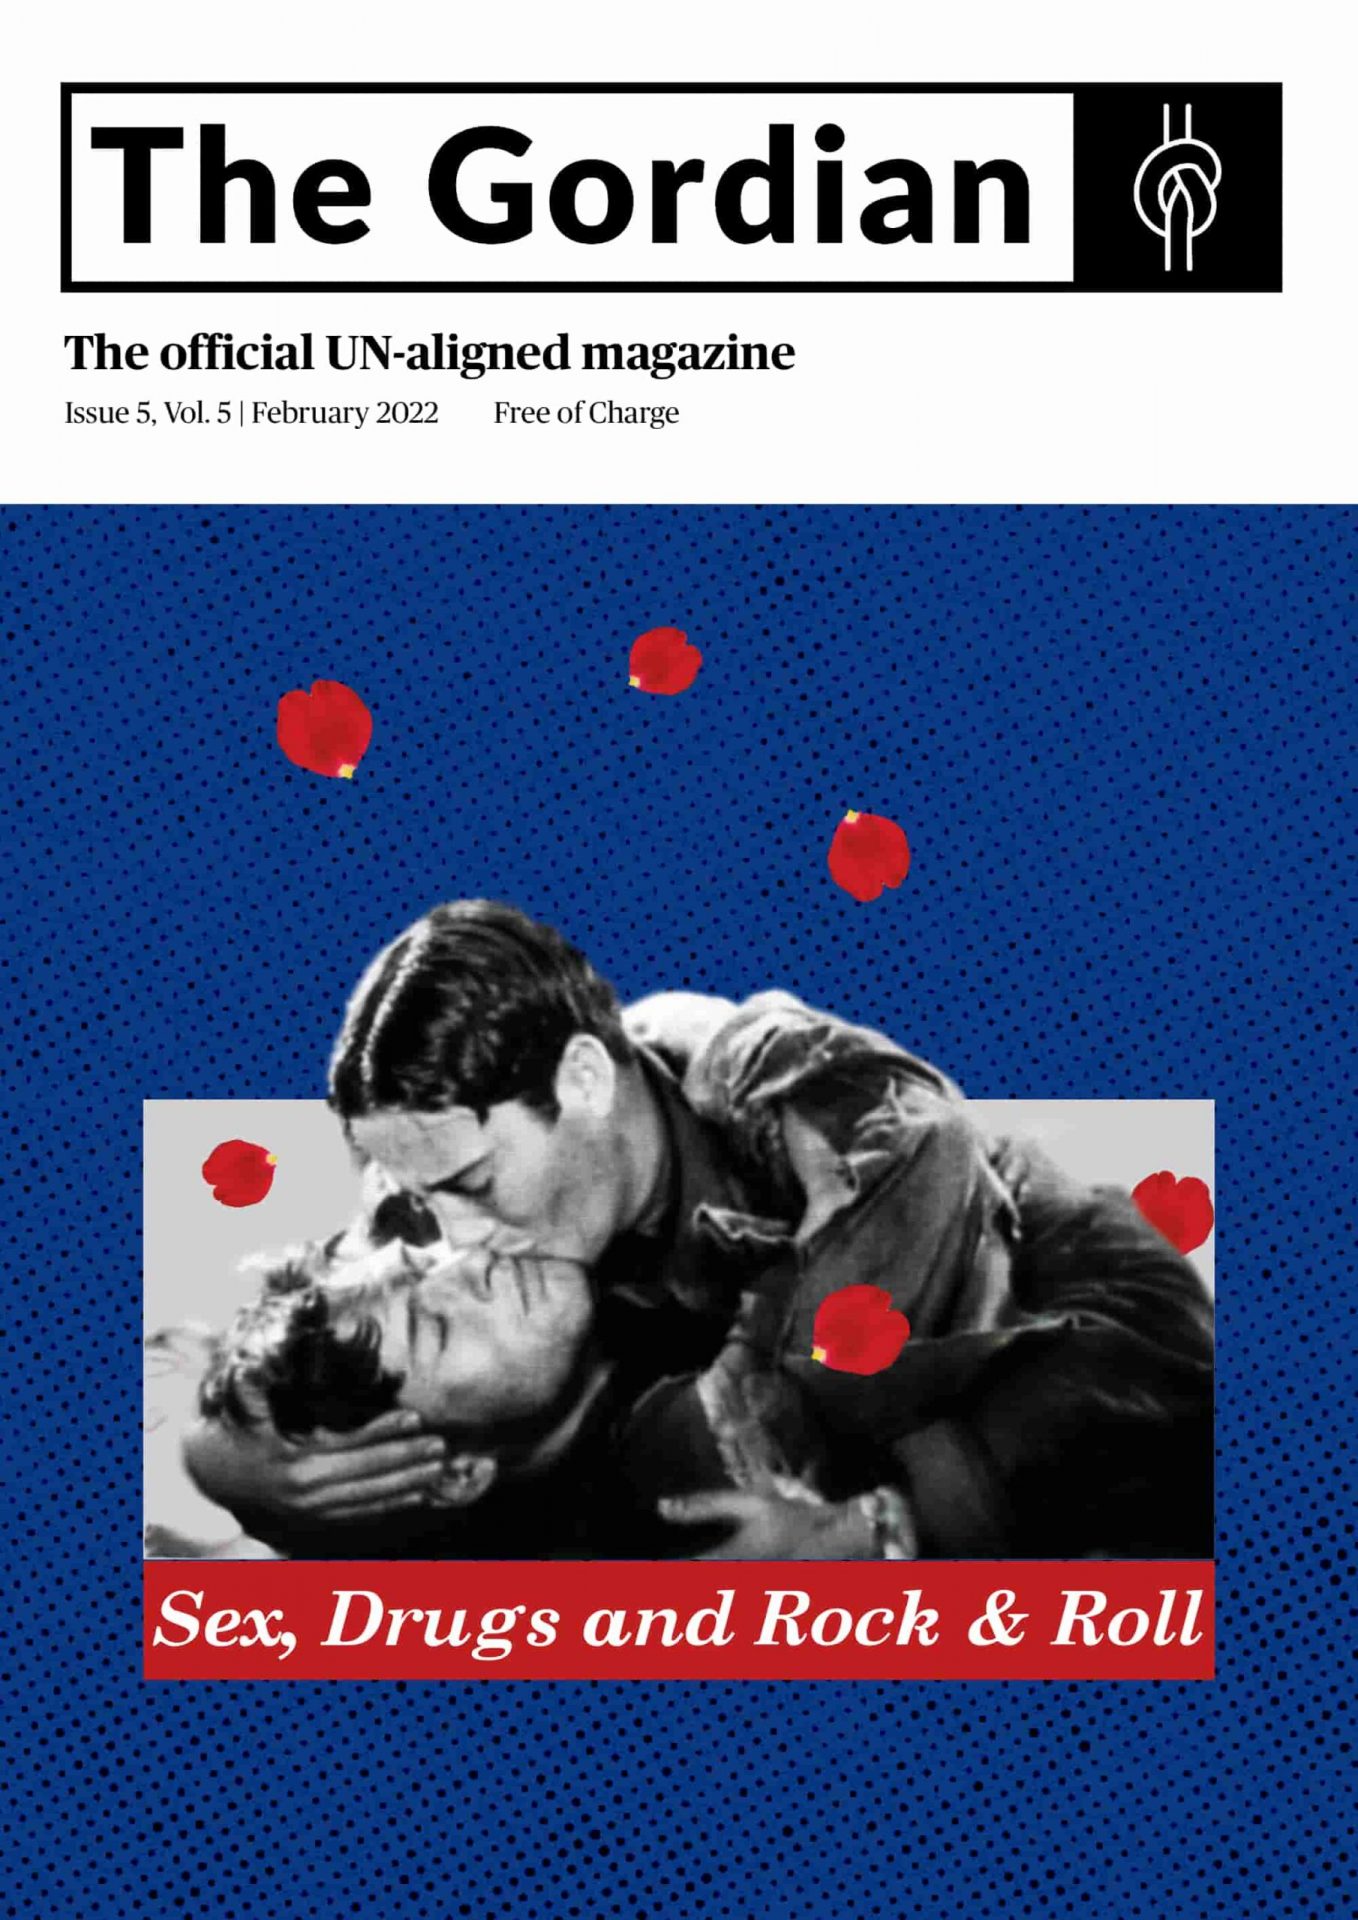 The Gordian
The official UN-aligned magazine
Issue 5, Vol. 5 | February 2022 Free of Charge
Sex, Drugs and Rock & Roll